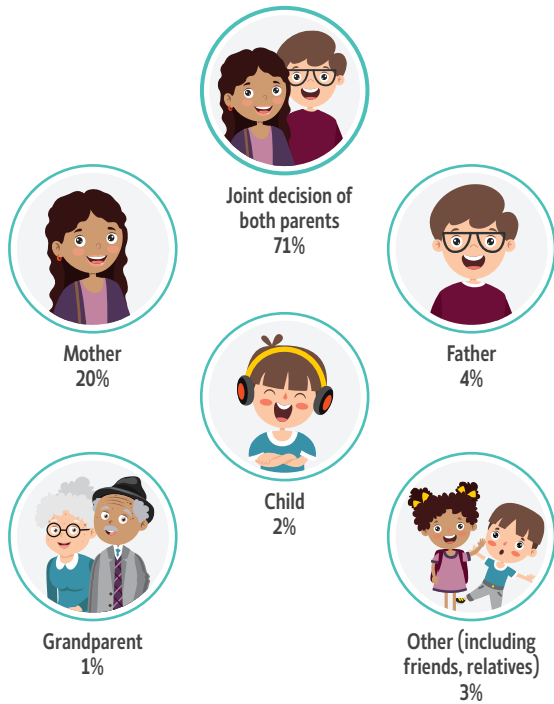 Joint decision of
both parents
71%
Mother
20%
Father
4%
Child
2%
Grandparent
1%
Other (including
friends, relatives)
3%